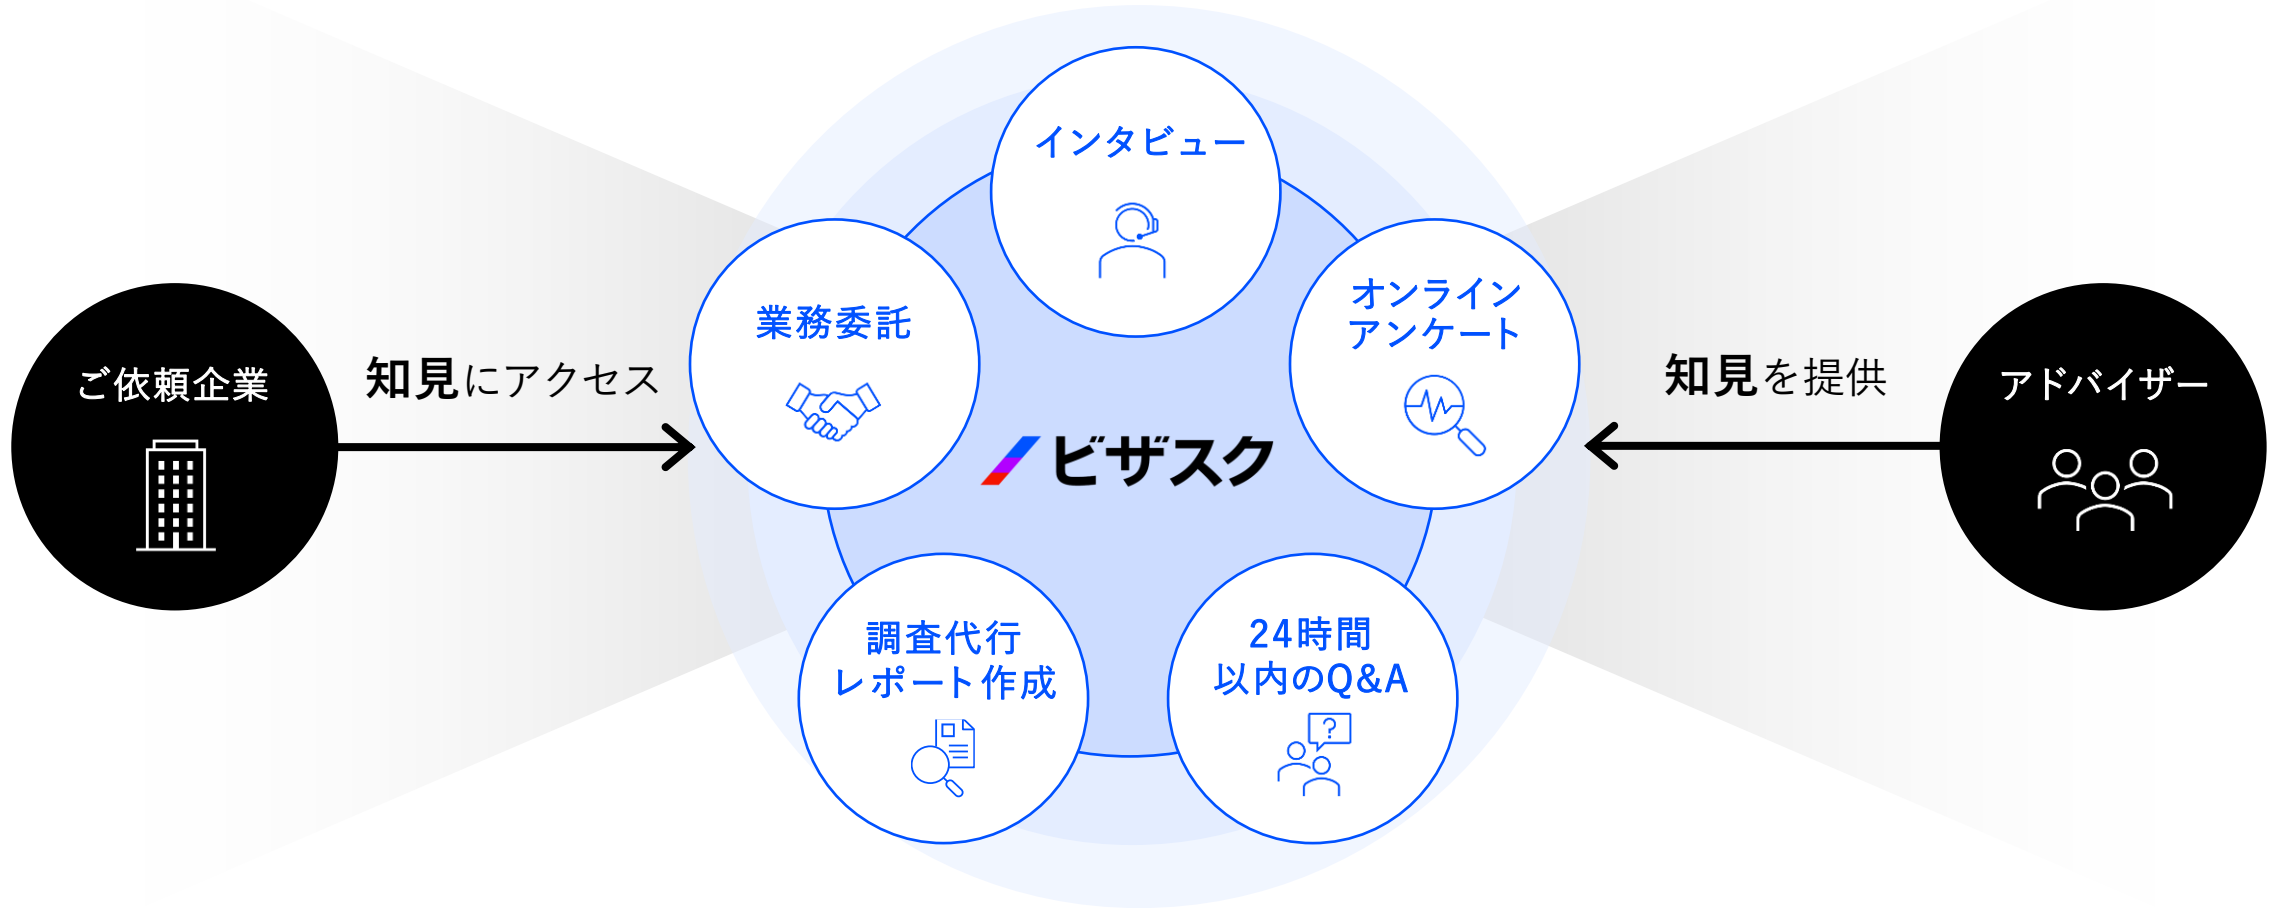 インタビュー
業務委託
オンライン
アンケート
ご依頼企業
知見にアクセス
ビザスク
知見を提供
アドバイザー
調査代行
レポート作成
24時間
以内のQ&A
?